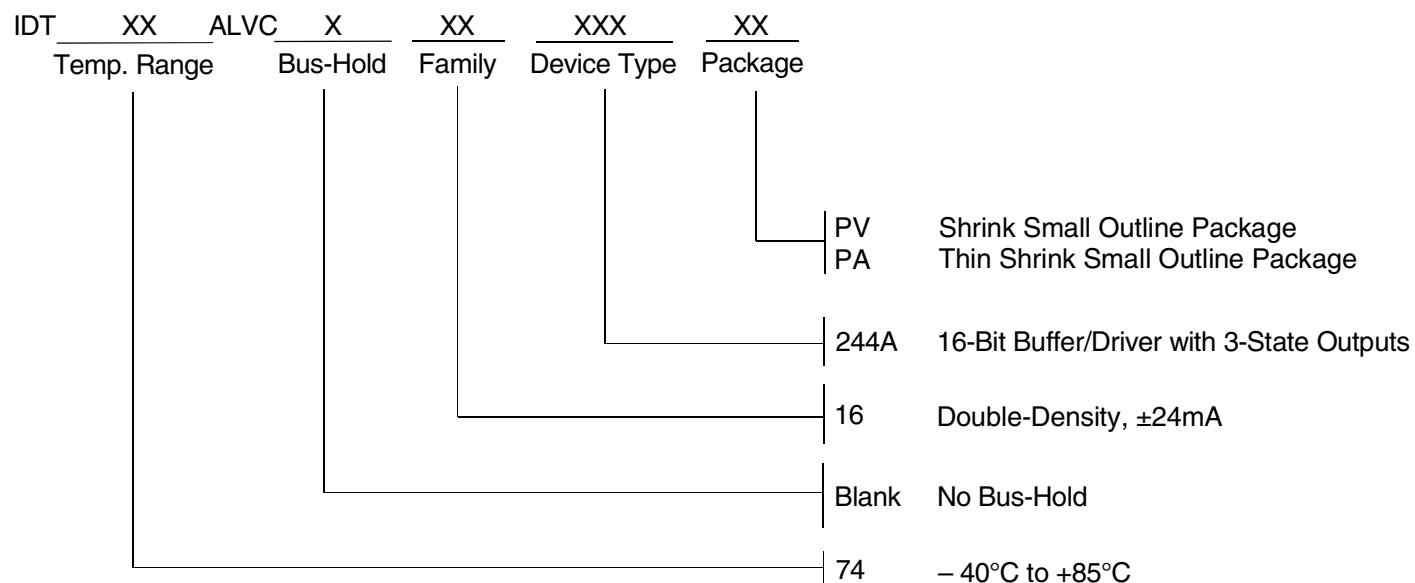 IDT XX ALVC X XX XXX XX
Temp. Range Bus-Hold Family Device Type Package
PV Shrink Small Outline Package
PA Thin Shrink Small Outline Package
244A 16-Bit Buffer/Driver with 3-State Outputs
16 Double-Density, ±24mA
Blank No Bus-Hold
74 – 40°C to +85°C